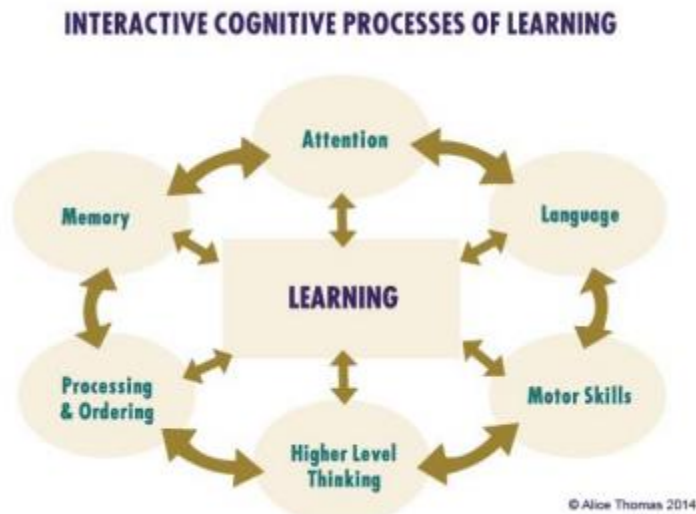 INTERACTIVE COGNITIVE PROCESSES OF LEARNING
Attention
Memory
Language
LEARNING
Processing
& Ordering
Motor Skills
Higher Level
Thinking
© Alice Thomas 2014